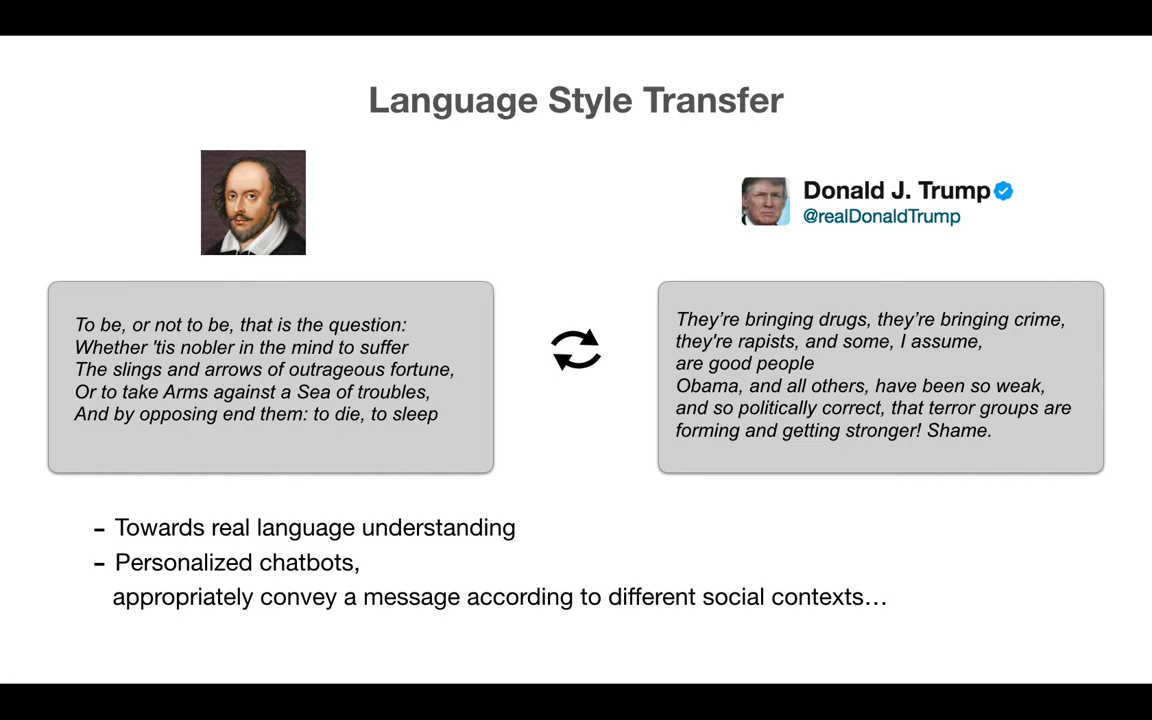 Language Style Transfer
Donald J. Trump
@realDonaldTrump
To be, or not to be, that is the question:
Whether 'tis nobler in the mind to suffer
The slings and arrows of outrageous fortune,
Or to take Arms against a Sea of troubles,
And by opposing end them: to die, to sleep
They’re bringing drugs, they’re bringing crime,
they're rapists, and some, I assume,
are good people
Obama, and all others, have been so weak,
and so politically correct, that terror groups are
forming and getting stronger! Shame.
- Towards real language understanding
- Personalized chatbots,
appropriately convey a message according to different social contexts…